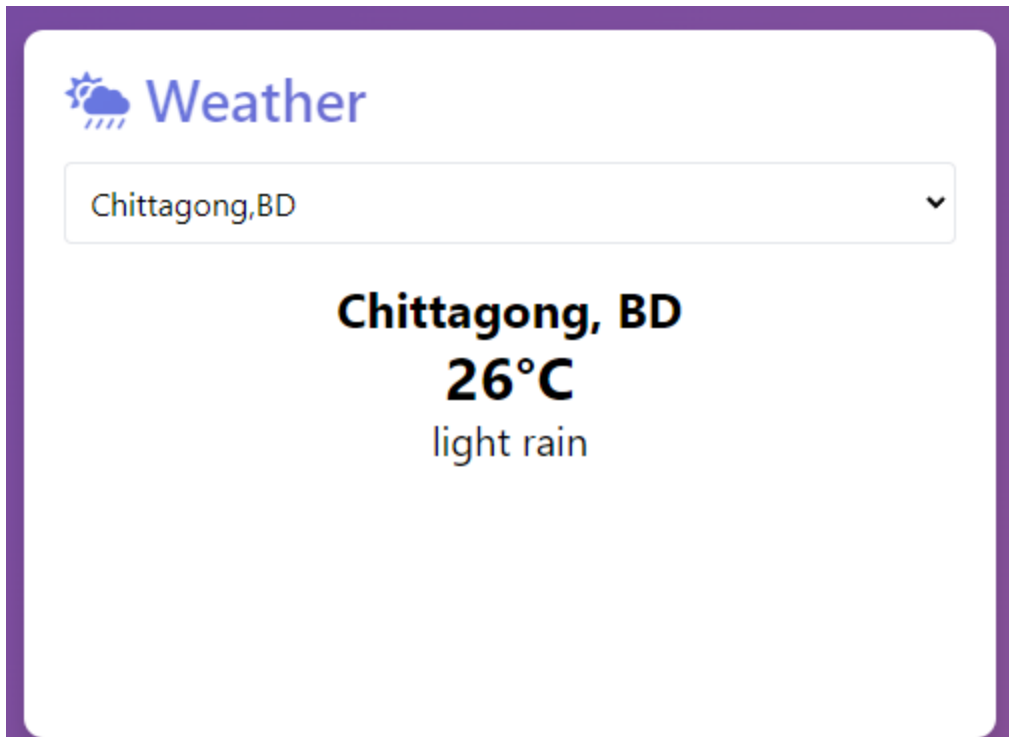 Weather
Chittagong,BD
Chittagong, BD
26°C
light rain